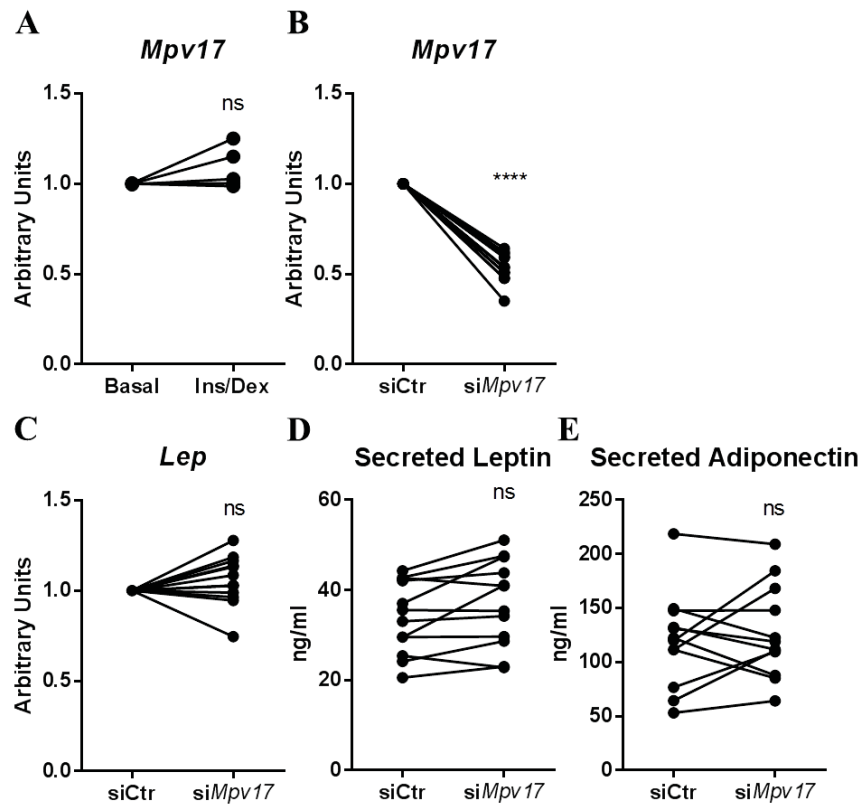 A
Mpv17
Arbitrary Units
1.5
1.0
0.5
0.0
ns
Basal
Ins/Dex
B
Mpv17
Arbitrary Units
1.5
1.0
0.5
0.0
****
siCtr
siMpv17
C
Lep
Arbitrary Units
1.5
1.0
0.5
0.0
ns
siCtr
siMpv17
D
Secreted Leptin
ng/ml
60
40
20
0
ns
siCtr
siMpv17
E
Secreted Adiponectin
ng/ml
250
200
150
100
50
0
ns
siCtr
siMpv17